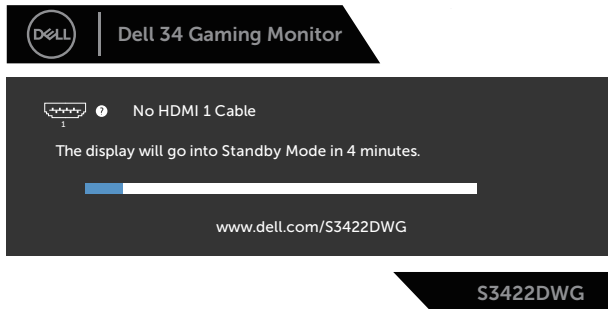 DELL
Dell 34 Gaming Monitor
? No HDMI 1 Cable
1
The display will go into Standby Mode in 4 minutes.
www.dell.com/S3422DWG
S3422DWG